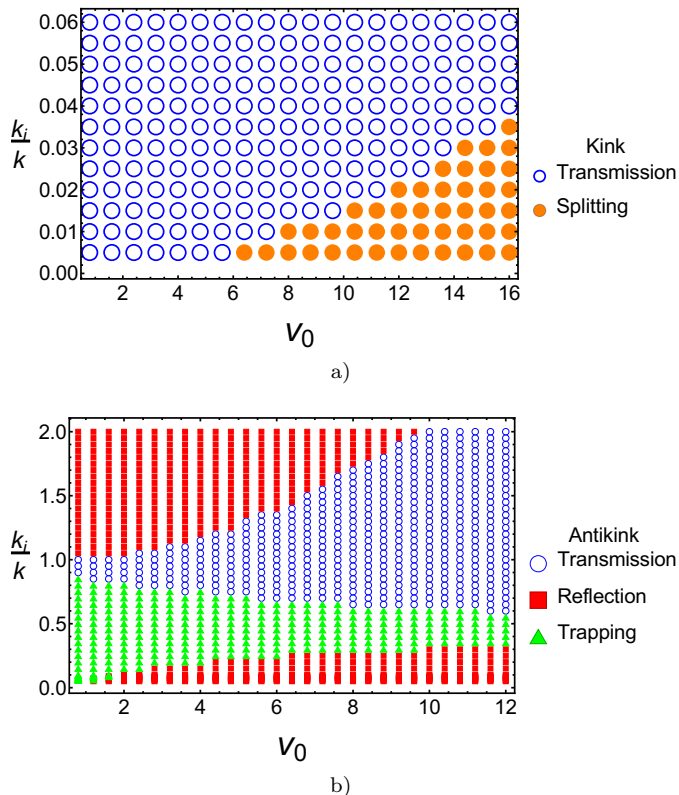 0.06
0.05
0.04
0.03
0.02
0.01
0.00
k_i/k
2 4 6 8 10 12 14 16
v_0
Kink
Transmission
Splitting
a)
2.0
1.5
1.0
0.5
0.0
k_i/k
2 4 6 8 10 12
v_0
Antikink
Transmission
Reflection
Trapping
b)